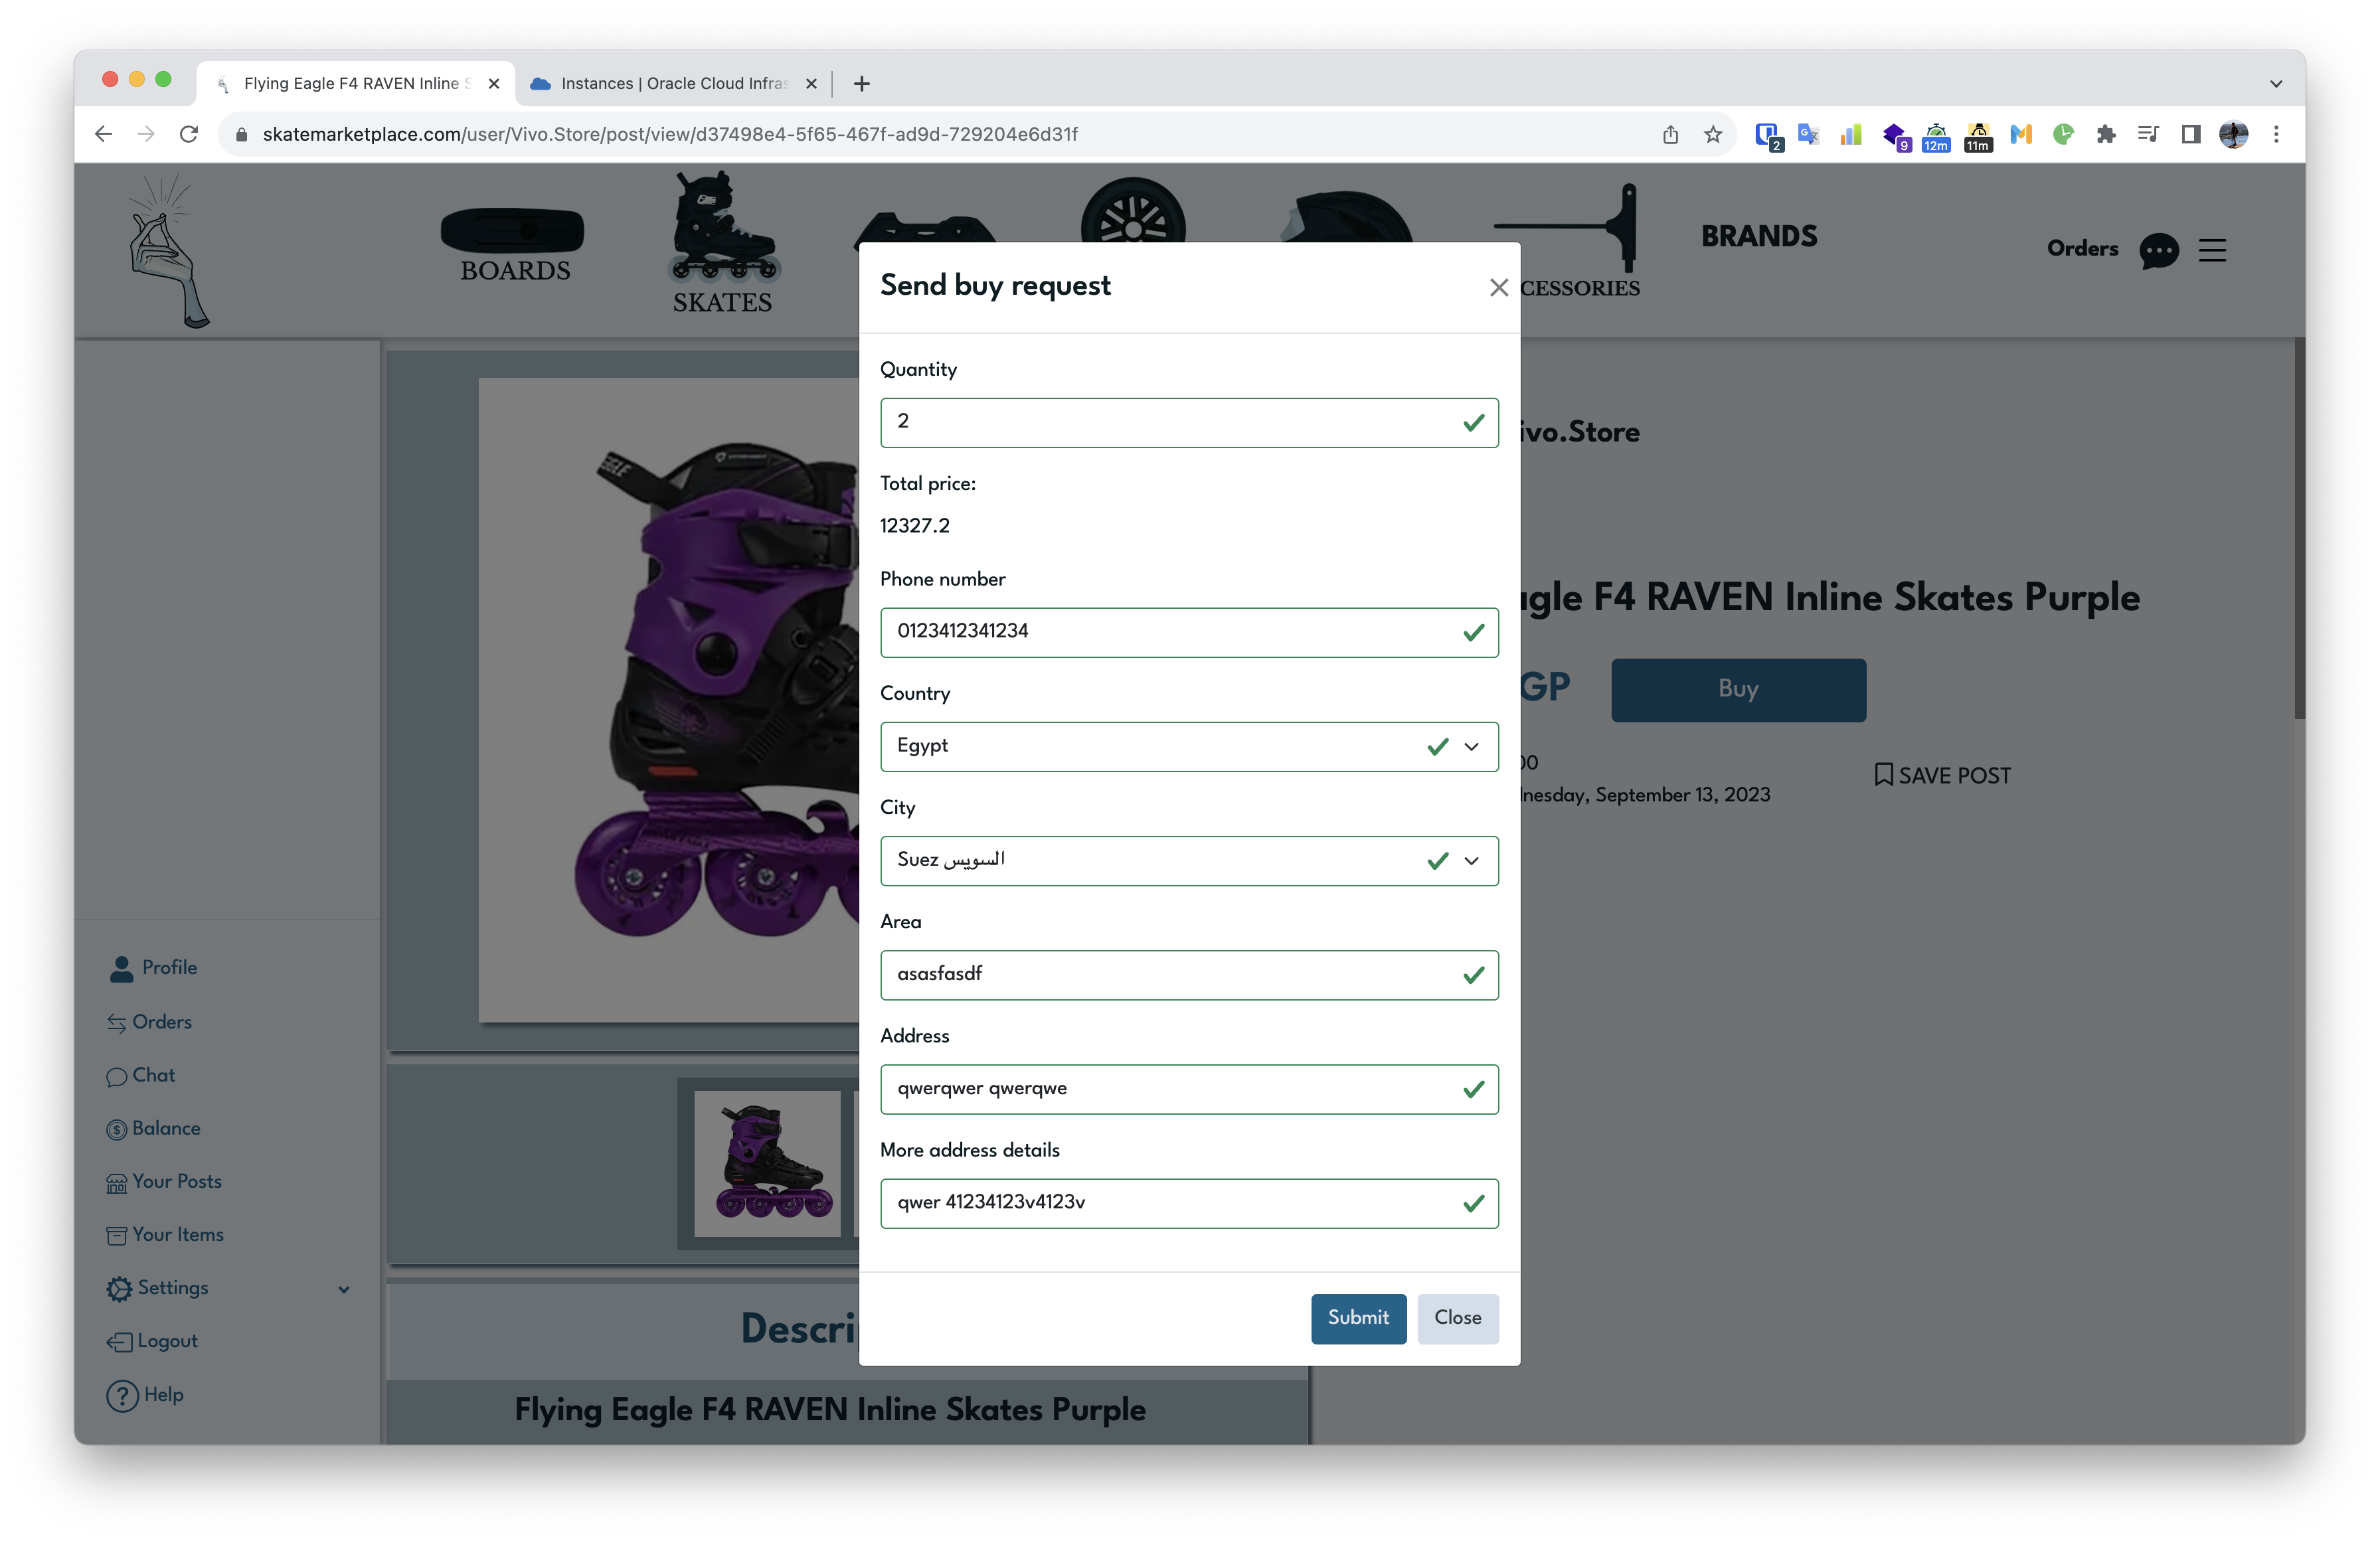 Flying Eagle F4 RAVEN Inline S
Instances | Oracle Cloud Infras
skatemarketplace.com/user/Vivo.Store/post/view/d37498e4-5f65-467f-ad9d-729204e6d31f
2
9
12m
11m
BOARDS
SKATES
CESSORIES
BRANDS
Orders
Send buy request
Quantity
2
Total price:
12327.2
Phone number
0123412341234
Country
Egypt
City
Suez السويس
Area
asasfasdf
Address
qwerqwer qwerqwe
More address details
qwer 41234123v4123v
Submit
Close
ivo.Store
agle F4 RAVEN Inline Skates Purple
GP
Buy
00
dnesday, September 13, 2023
SAVE POST
Profile
Orders
Chat
Balance
Your Posts
Your Items
Settings
Logout
Help
Descrip
Flying Eagle F4 RAVEN Inline Skates Purple